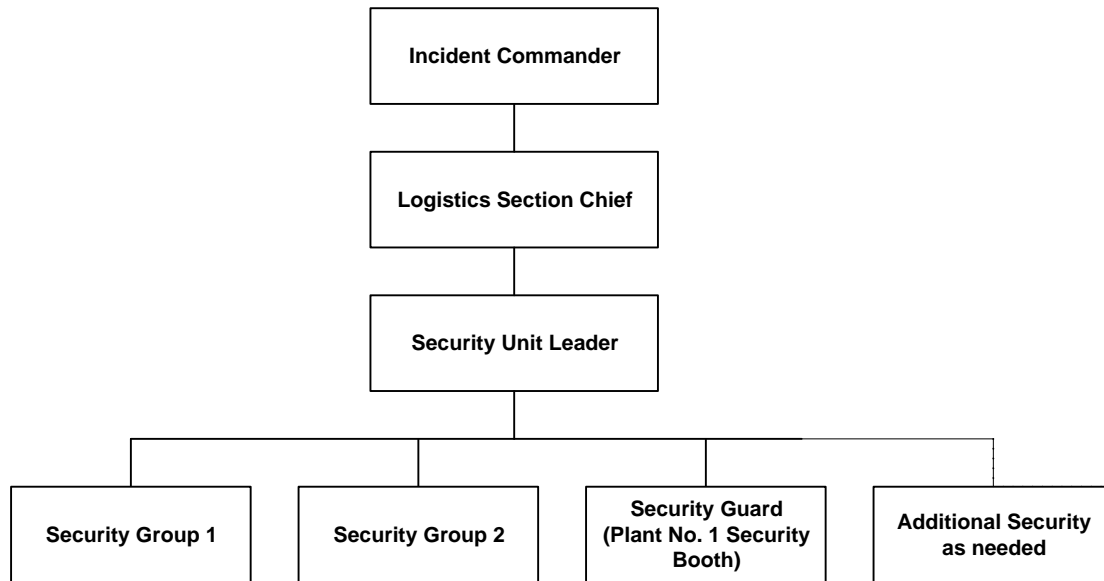 Incident Commander
Logistics Section Chief
Security Unit Leader
Security Group 1
Security Group 2
Security Guard
(Plant No. 1 Security
Booth)
Additional Security
as needed